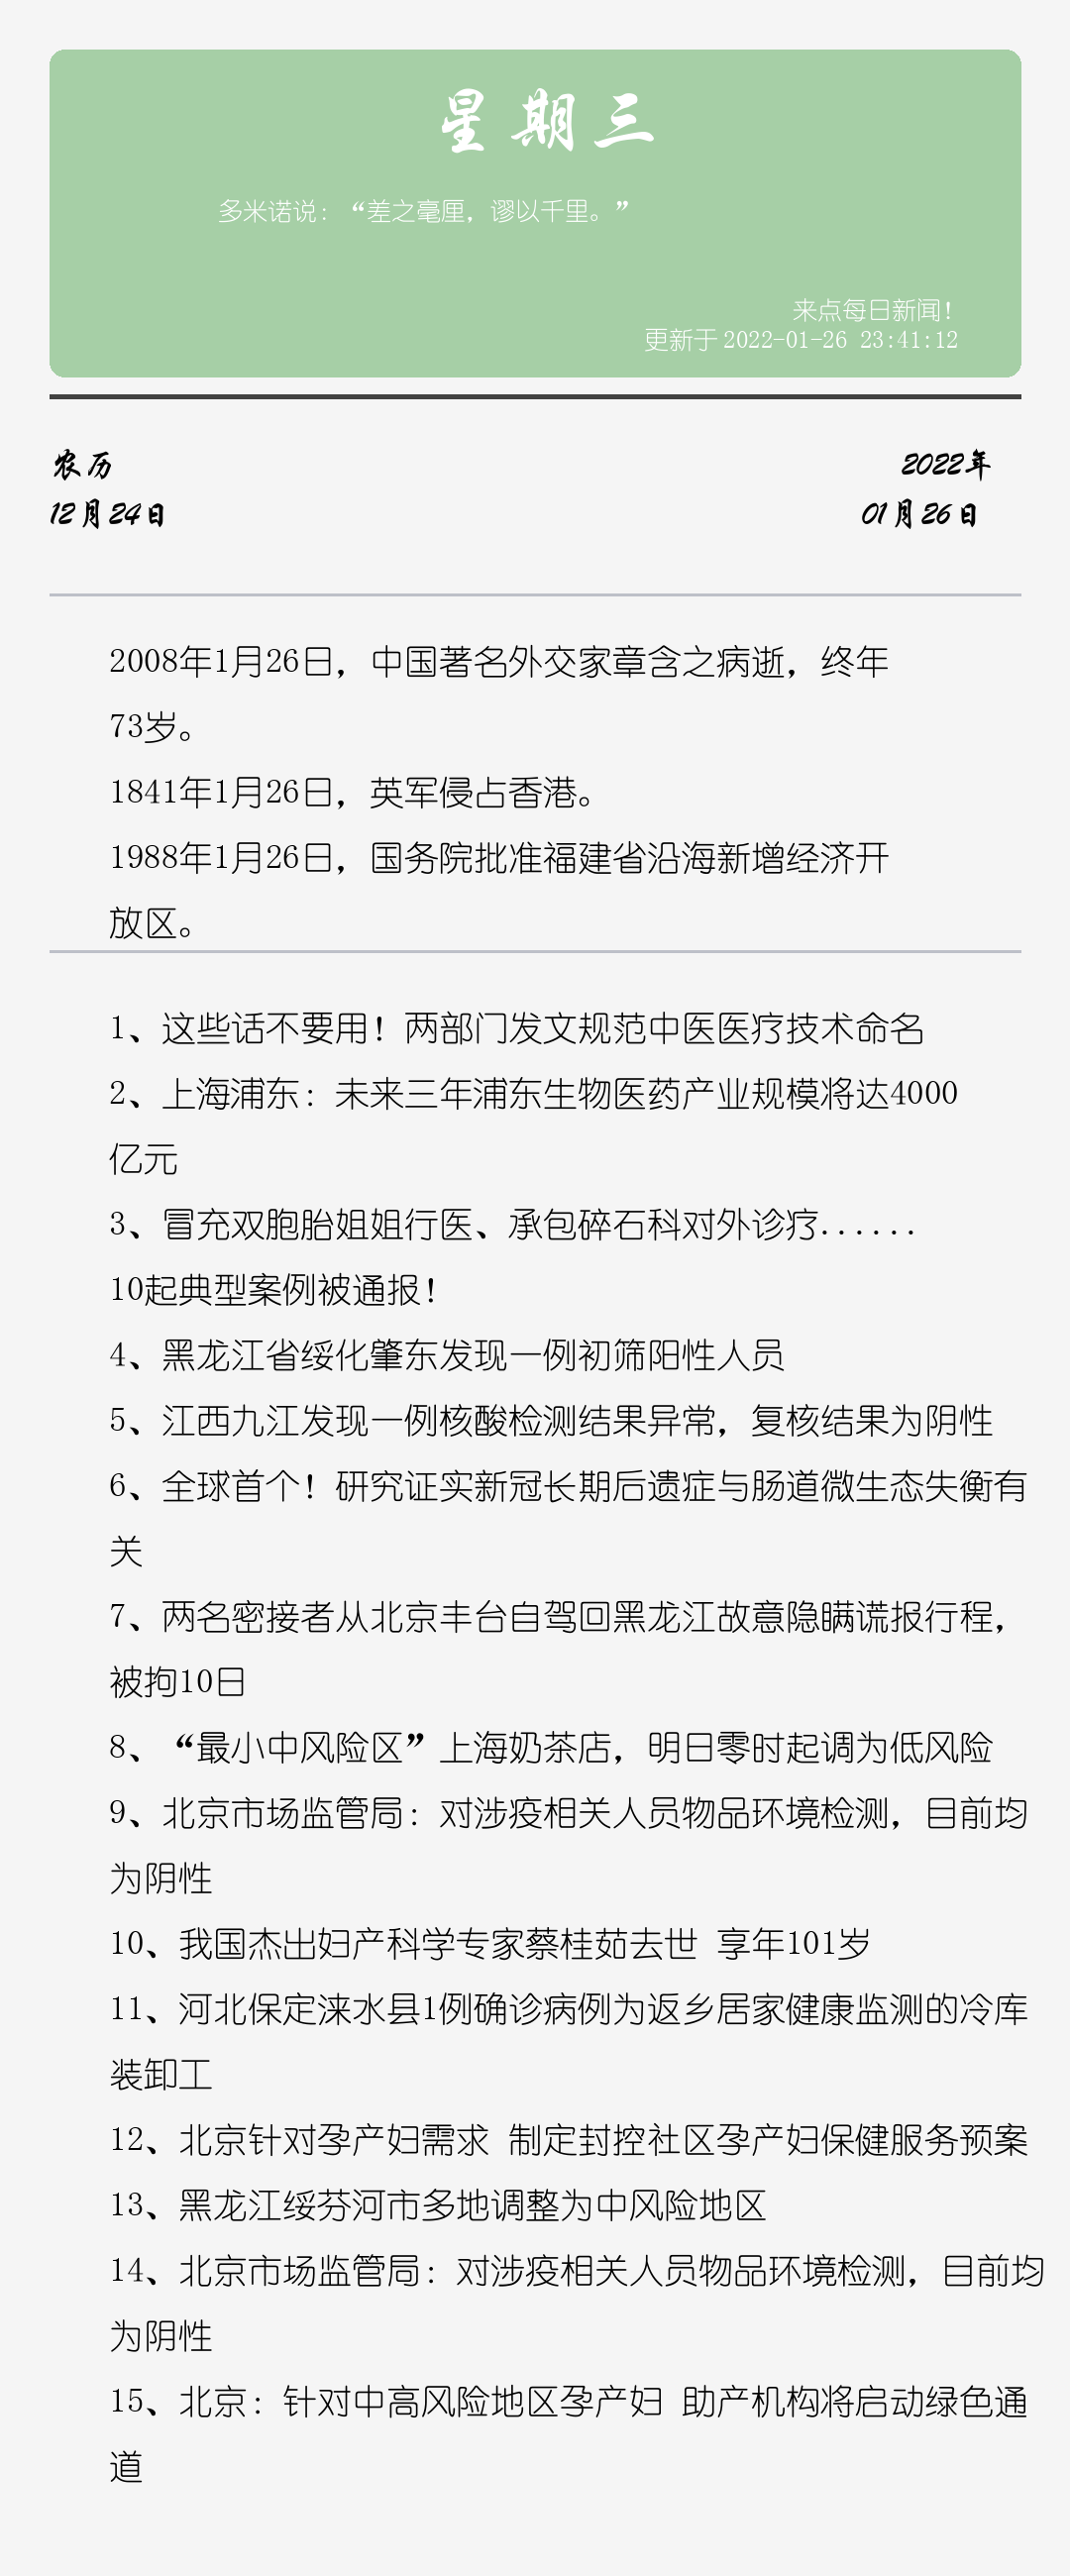 星期三
多米诺说：“差之毫厘，谬以千里。”
来点每日新闻！
更新于 2022-01-26 23:41:12
农历
2022年
12月24日
01月26日
2008年1月26日，中国著名外交家章含之病逝，终年
73岁。
1841年1月26日，英军侵占香港。
1988年1月26日，国务院批准福建省沿海新增经济开
放区。
1、这些话不要用！两部门发文规范中医医疗技术命名
2、上海浦东：未来三年浦东生物医药产业规模将达4000
亿元
3、冒充双胞胎姐姐行医、承包碎石科对外诊疗......
10起典型案例被通报！
4、黑龙江省绥化肇东发现一例初筛阳性人员
5、江西九江发现一例核酸检测结果异常，复核结果为阴性
6、全球首个！研究证实新冠长期后遗症与肠道微生态失衡有
关
7、两名密接者从北京丰台自驾回黑龙江故意隐瞒谎报行程，
被拘10日
8、“最小中风险区”上海奶茶店，明日零时起调为低风险
9、北京市场监管局：对涉疫相关人员物品环境检测，目前均
为阴性
10、我国杰出妇产科学专家蔡桂茹去世 享年101岁
11、河北保定涞水县1例确诊病例为返乡居家健康监测的冷库
装卸工
12、北京针对孕产妇需求 制定封控社区孕产妇保健服务预案
13、黑龙江绥芬河市多地调整为中风险地区
14、北京市场监管局：对涉疫相关人员物品环境检测，目前均
为阴性
15、北京：针对中高风险地区孕产妇 助产机构将启动绿色通
道